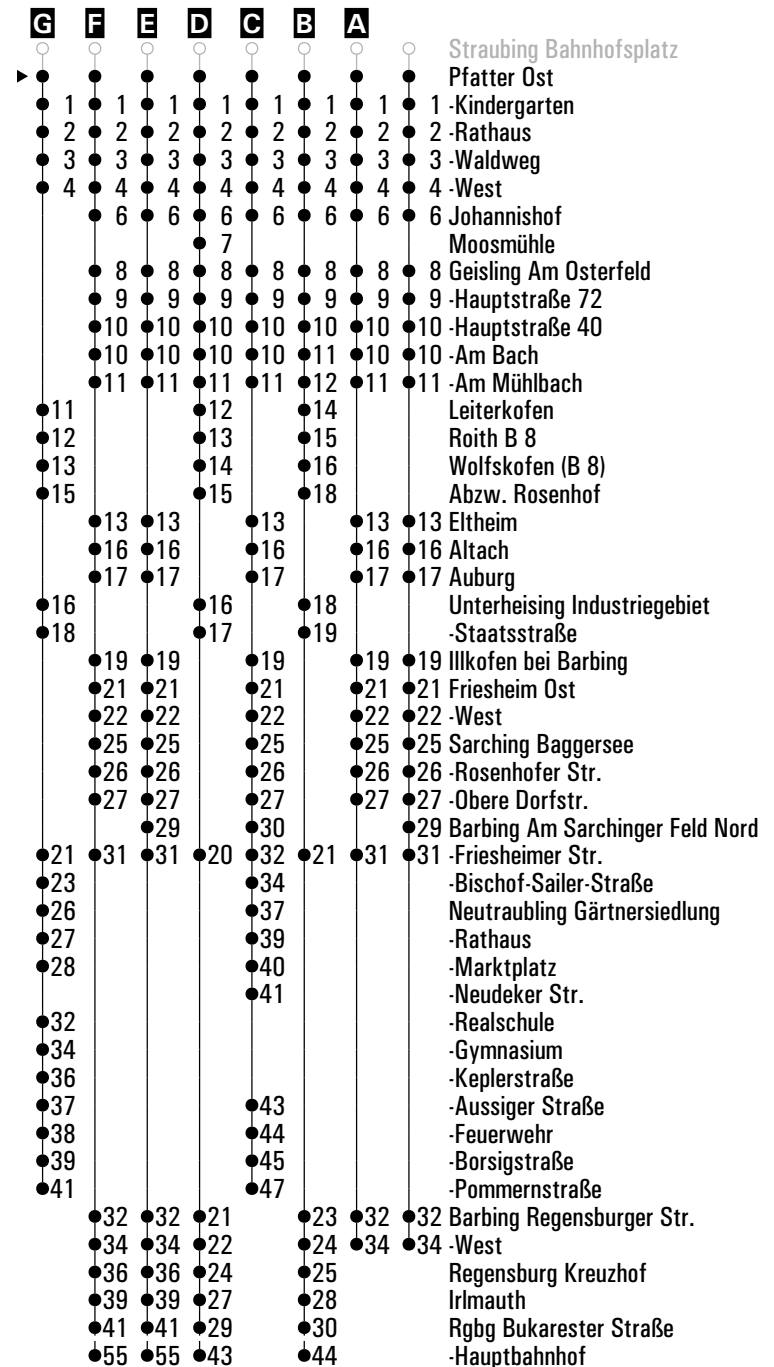 G F E D C B A
Straubing Bahnhofsplatz
Pfatter Ost
1 1 1 1 1 1 1 1 -Kindergarten
2 2 2 2 2 2 2 2 -Rathaus
3 3 3 3 3 3 3 3 -Waldweg
4 4 4 4 4 4 4 4 -West
6 6 6 6 6 6 6 Johannishof
7 Moosmühle
8 8 8 8 8 8 8 Geisling Am Osterfeld
9 9 9 9 9 9 9 -Hauptstraße 72
10 10 10 10 10 10 10 -Hauptstraße 40
10 10 10 10 11 10 10 -Am Bach
11 11 11 11 12 11 11 -Am Mühlbach
11 12 14 Leiterkofen
12 13 15 Roith B 8
13 14 16 Wolfskofen (B 8)
15 15 18 Abzw. Rosenhof
13 13 13 13 13 Eltheim
16 16 16 16 16 Altach
17 17 17 17 17 Auburg
16 16 18 Unterheising Industriegebiet
18 17 19 -Staatsstraße
19 19 19 19 19 Illkofen bei Barbing
21 21 21 21 21 Friesheim Ost
22 22 22 22 22 -West
25 25 25 25 25 Sarching Baggersee
26 26 26 26 26 -Rosenhofer Str.
27 27 27 27 27 -Obere Dorfstr.
29 30 29 Barbing Am Sarchinger Feld Nord
21 31 31 20 32 21 31 31 -Friesheimer Str.
23 34 -Bischof-Sailer-Straße
26 37 Neutraubling Gärtnersiedlung
27 39 -Rathaus
28 40 -Marktplatz
41 -Neudeker Str.
32 -Realschule
34 -Gymnasium
36 -Keplerstraße
37 43 -Aussiger Straße
38 44 -Feuerwehr
39 45 -Borsigstraße
41 47 -Pommernstraße
32 32 21 23 32 32 Barbing Regensburger Str.
34 34 22 24 34 34 -West
36 36 24 25 Regensburg Kreuzhof
39 39 27 28 Irlmauth
41 41 29 30 Rgbg Bukarester Straße
55 55 43 44 -Hauptbahnhof